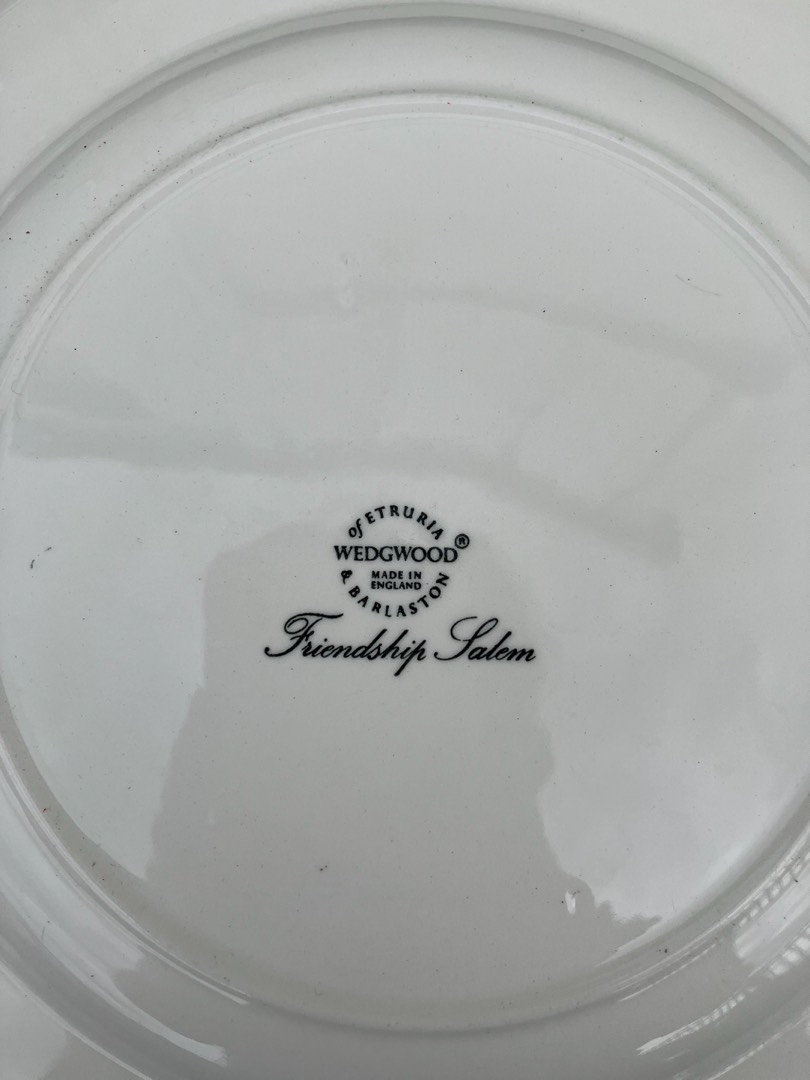 of ETRURIA
WEDGWOOD®
MADE IN
ENGLAND
& BARLASTON
Friendship Salem